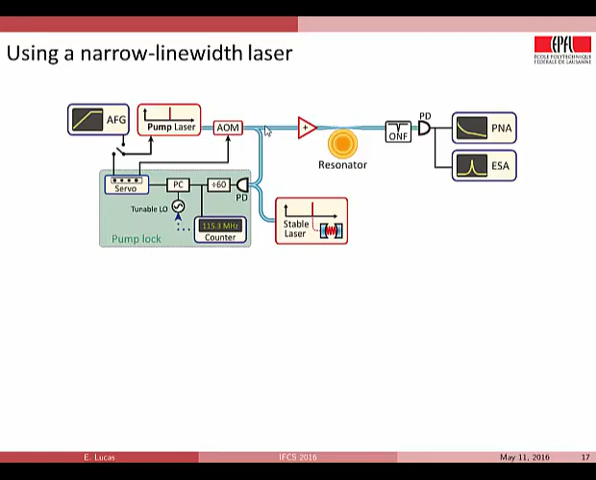 Using a narrow-linewidth laser
EPFL
ÉCOLE POLYTECHNIQUE
FÉDÉRALE DE LAUSANNE
AFG
Pump Laser
AOM
+
Resonator
ONF
PD
PNA
ESA
Servo
PC
÷60
PD
Tunable LO
115.3 MHz
Counter
Pump lock
Stable
Laser
E. Lucas
IFCS 2016
May 11, 2016
17